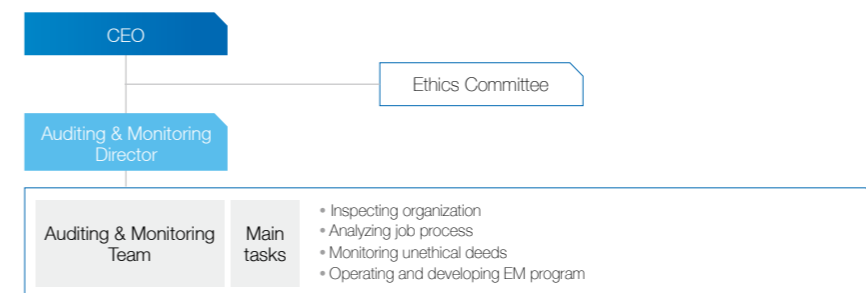 CEO
Ethics Committee
Auditing & Monitoring
Director
Auditing & Monitoring
Team
Main
tasks
• Inspecting organization
• Analyzing job process
• Monitoring unethical deeds
• Operating and developing EM program